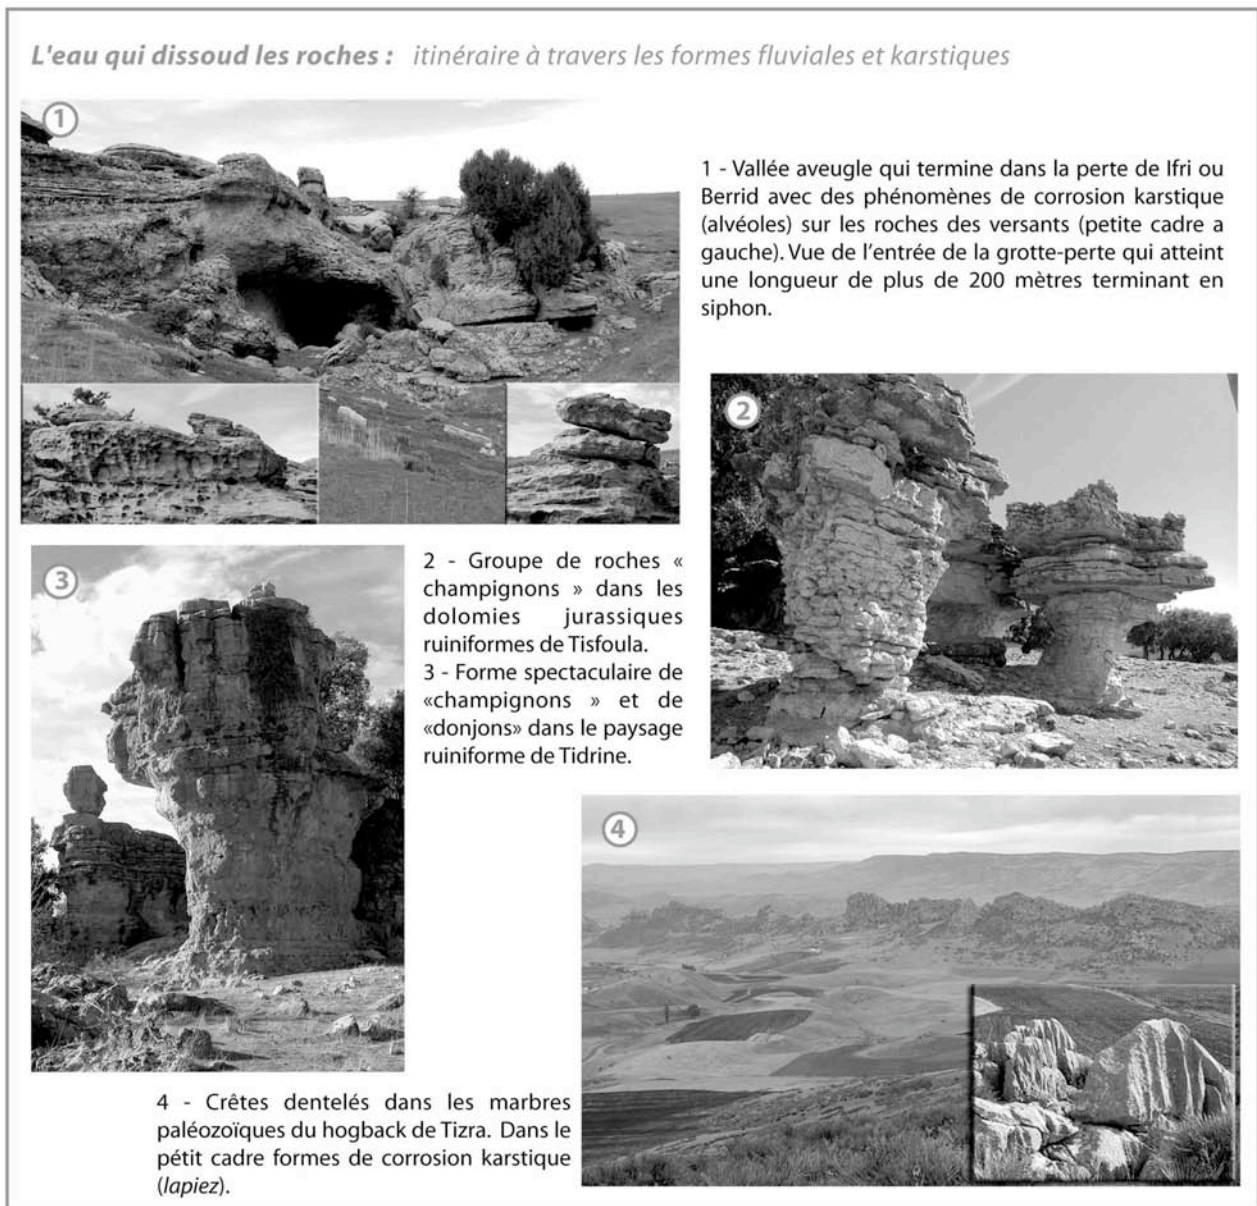 L'eau qui dissoud les roches : itinéraire à travers les formes fluviales et karstiques
1
1 - Vallée aveugle qui termine dans la perte de Ifri ou
Berrid avec des phénomènes de corrosion karstique
(alvéoles) sur les roches des versants (petite cadre a
gauche). Vue de l'entrée de la grotte-perte qui atteint
une longueur de plus de 200 mètres terminant en
siphon.
2
3
2 - Groupe de roches «
champignons » dans les
dolomies jurassiques
ruiniformes de Tisfoula.
3 - Forme spectaculaire de
«champignons » et de
«donjons» dans le paysage
ruiniforme de Tidrine.
4
4 - Crêtes dentelés dans les marbres
paléozoïques du hogback de Tizra. Dans le
pétit cadre formes de corrosion karstique
(lapiez).